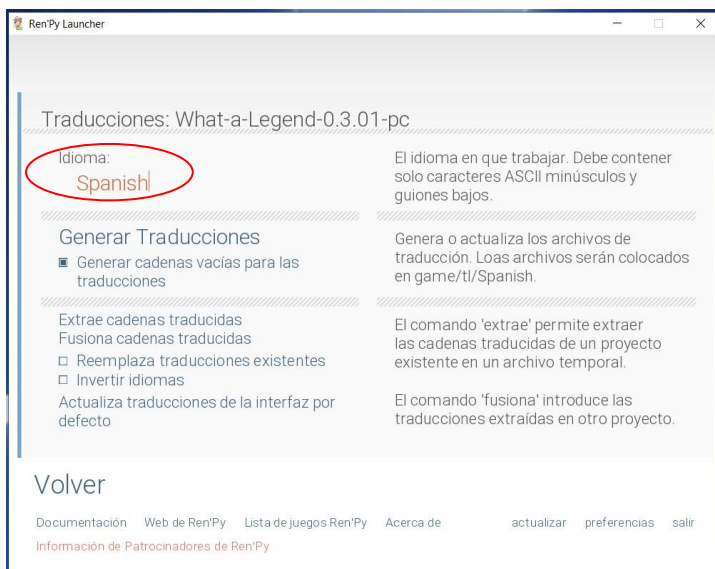 Ren'Py Launcher
Traducciones: What-a-Legend-0.3.01-pc
Idioma:
Spanish
El idioma en que trabajar. Debe contener
solo caracteres ASCII minúsculos y
guiones bajos.
Generar Traducciones
Generar cadenas vacías para las
traducciones
Genera o actualiza los archivos de
traducción. Loas archivos serán colocados
en game/tl/Spanish.
Extrae cadenas traducidas
Fusiona cadenas traducidas
Reemplaza traducciones existentes
Invertir idiomas
Actualiza traducciones de la interfaz por
defecto
El comando 'extrae' permite extraer
las cadenas traducidas de un proyecto
existente en un archivo temporal.
El comando 'fusiona' introduce las
traducciones extraídas en otro proyecto.
Volver
Documentación Web de Ren'Py Lista de juegos Ren'Py Acerca de actualizar preferencias salir
Información de Patrocinadores de Ren'Py